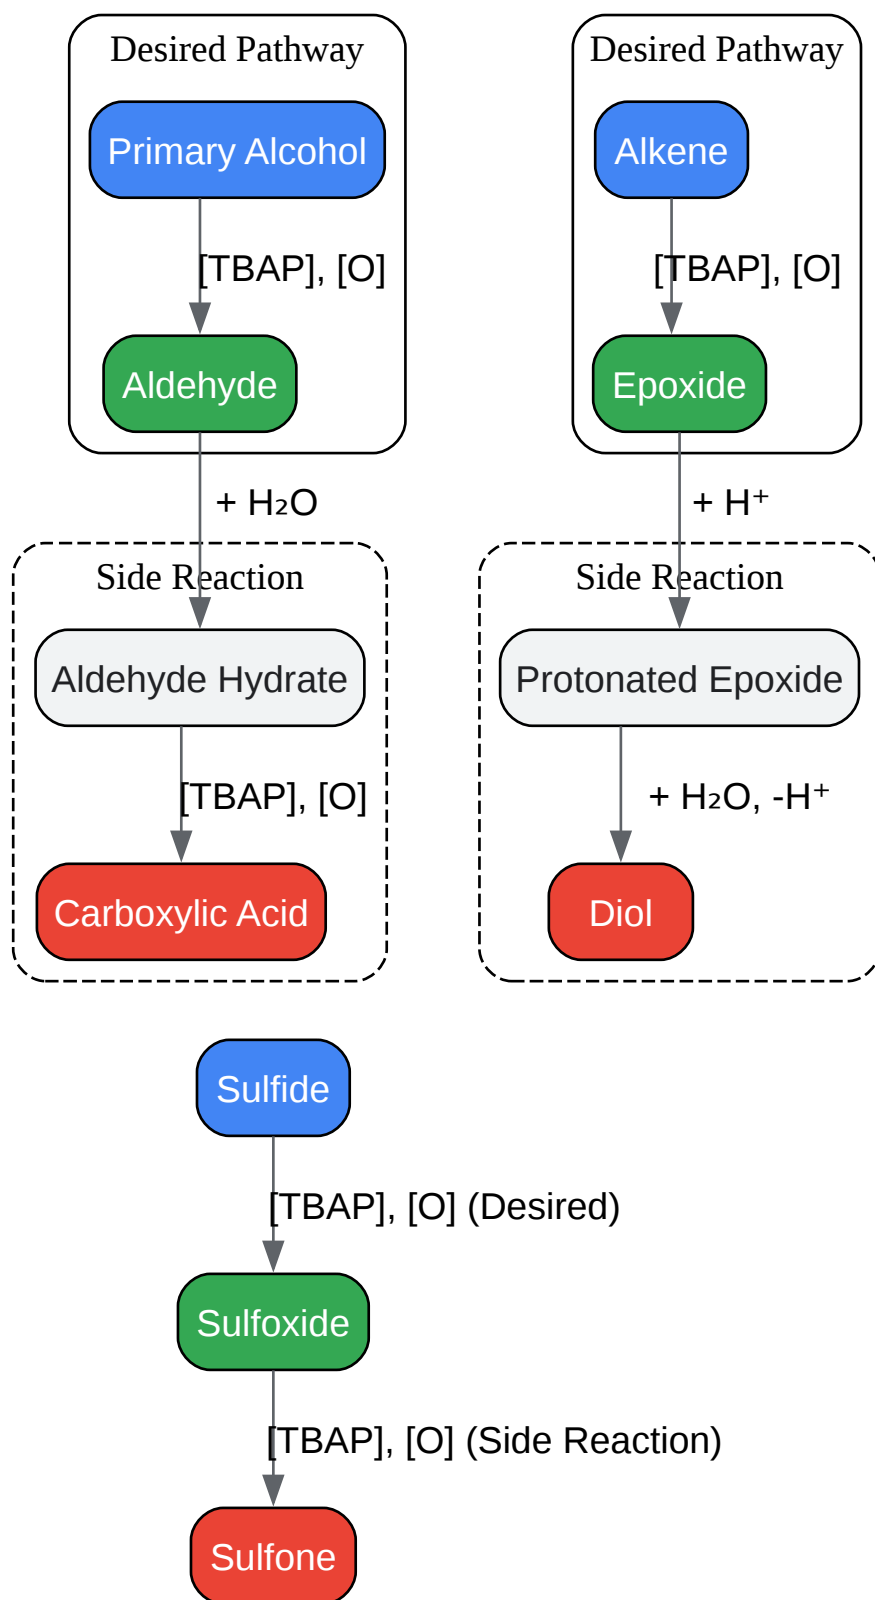 Desired Pathway
Primary Alcohol
[TBAP], [O]
Aldehyde
+ H₂O
Side Reaction
Aldehyde Hydrate
[TBAP], [O]
Carboxylic Acid
Desired Pathway
Alkene
[TBAP], [O]
Epoxide
+ H⁺
Side Reaction
Protonated Epoxide
+ H₂O, -H⁺
Diol
Sulfide
[TBAP], [O] (Desired)
Sulfoxide
[TBAP], [O] (Side Reaction)
Sulfone